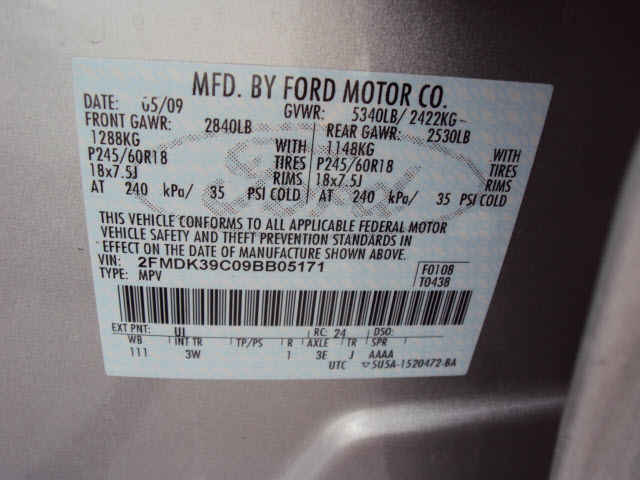 MFD. BY FORD MOTOR CO.
DATE: 05/09 GVWR: 5340LB/ 2422KG
FRONT GAWR: 2840LB REAR GAWR: 2530LB
1288KG WITH 1148KG WITH
P245/60R18 TIRES P245/60R18 TIRES
18x7.5J RIMS 18x7.5J RIMS
AT 240 kPa/ 35 PSI COLD AT 240 kPa/ 35 PSI COLD
THIS VEHICLE CONFORMS TO ALL APPLICABLE FEDERAL MOTOR
VEHICLE SAFETY AND THEFT PREVENTION STANDARDS IN
EFFECT ON THE DATE OF MANUFACTURE SHOWN ABOVE.
VIN: 2FMDK39C09BB05171 F0108
TYPE: MPV T0438
EXT PNT: UI RC: 24 DSO:
WB INT TR TP/PS R AXLE TR SPR
111 3W 1 3E J AAAA
UTC ▽5U5A-1520472-BA